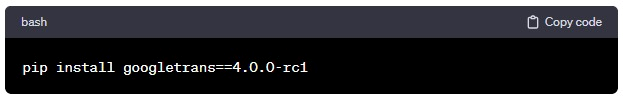 bash
Copy code
pip install googletrans==4.0.0-rc1